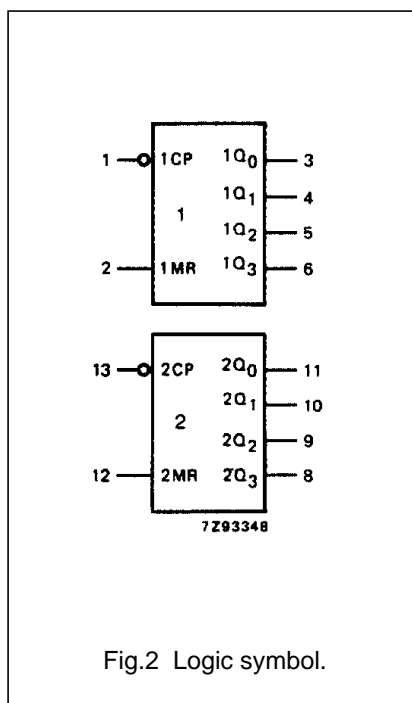 1 1CP 1Q0 3
1Q1 4
1 1Q2 5
2 1MR 1Q3 6
13 2CP 2Q0 11
2Q1 10
2 2Q2 9
12 2MR 2Q3 8
7Z93348
Fig.2 Logic symbol.